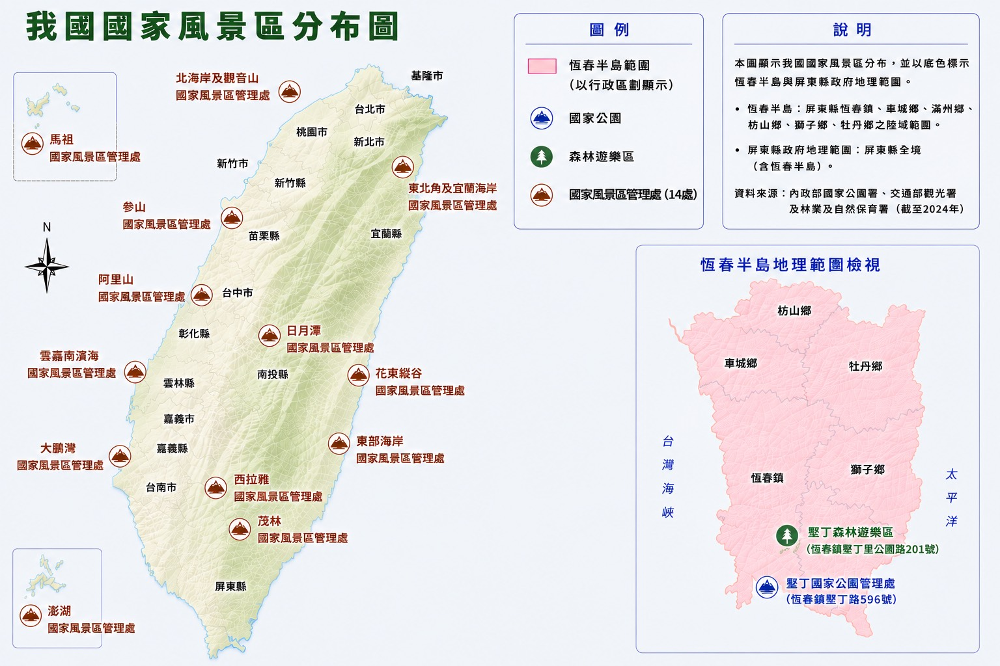 我國國家風景區分布圖
圖例
恆春半島範圍
（以行政區劃顯示）
國家公園
森林遊樂區
國家風景區管理處（14處）
說明
本圖顯示我國國家風景區分布，並以底色標示
恆春半島與屏東縣政府地理範圍。
• 恆春半島：屏東縣恆春鎮、車城鄉、滿州鄉、
枋山鄉、獅子鄉、牡丹鄉之陸域範圍。
• 屏東縣政府地理範圍：屏東縣全境
（含恆春半島）。
資料來源：內政部國家公園署、交通部觀光署
及林業及自然保育署（截至2024年）
馬祖
國家風景區管理處
北海岸及觀音山
國家風景區管理處
基隆市
台北市
桃園市
新北市
新竹市
新竹縣
東北角及宜蘭海岸
國家風景區管理處
參山
國家風景區管理處
苗栗縣
宜蘭縣
N
阿里山
國家風景區管理處
台中市
彰化縣
日月潭
國家風景區管理處
雲嘉南濱海
國家風景區管理處
南投縣
花東縱谷
國家風景區管理處
雲林縣
嘉義市
嘉義縣
大鵬灣
國家風景區管理處
東部海岸
國家風景區管理處
台南市
西拉雅
國家風景區管理處
茂林
國家風景區管理處
屏東縣
澎湖
國家風景區管理處
恆春半島地理範圍檢視
枋山鄉
車城鄉
牡丹鄉
台灣海峽
恆春鎮
獅子鄉
太平洋
墾丁森林遊樂區
（恆春鎮墾丁里公園路201號）
墾丁國家公園管理處
（恆春鎮墾丁路596號）